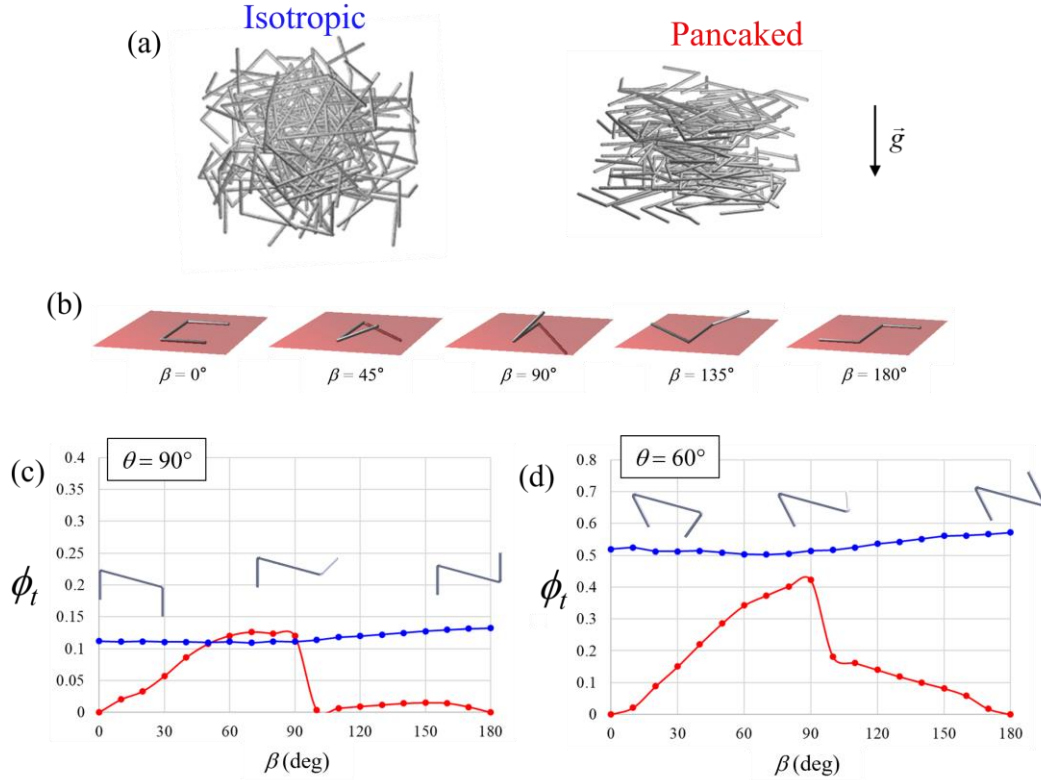 Isotropic
Pancaked
(a)
g⃗
(b)
β = 0°
β = 45°
β = 90°
β = 135°
β = 180°
(c)
θ = 90°
0.4
0.35
0.3
0.25
0.2
0.15
0.1
0.05
0
ϕt
0 30 60 90 120 150 180
β (deg)
(d)
θ = 60°
0.8
0.7
0.6
0.5
0.4
0.3
0.2
0.1
0
ϕt
0 30 60 90 120 150 180
β (deg)